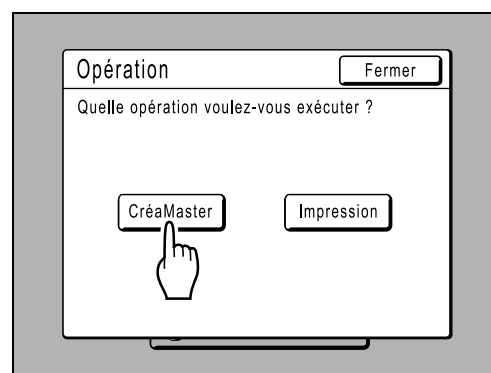 Opération
Fermer
Quelle opération voulez-vous exécuter ?
CréaMaster
Impression